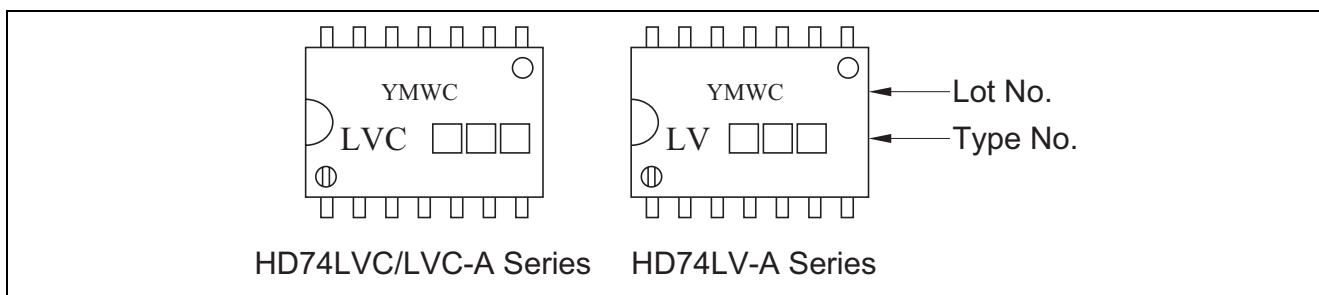 YMWC
LVC □□□
HD74LVC/LVC-A Series
YMWC
LV □□□
HD74LV-A Series
Lot No.
Type No.